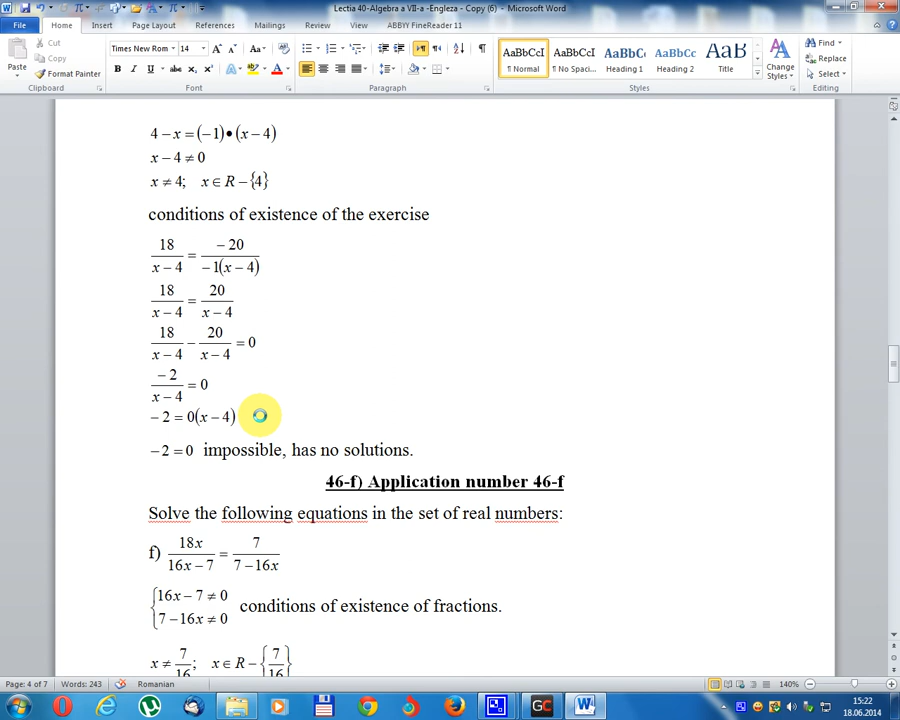 Lectia 40-Algebra a VII-a -Engleza - Copy (6) - Microsoft Word
File Home Insert Page Layout References Mailings Review View ABBYY FineReader 11
Paste Cut Copy Format Painter
Times New Rom 14
AaBbCcI AaBbCcI AaBbC AaBbCc AaB
¶ Normal ¶ No Spaci... Heading 1 Heading 2 Title
Change Styles
Find Replace Select
Clipboard Font Paragraph Styles Editing
4 − x = (−1)•(x − 4)
x − 4 ≠ 0
x ≠ 4; x ∈ R − {4}
conditions of existence of the exercise
18/(x − 4) = −20/(−1(x − 4))
18/(x − 4) = 20/(x − 4)
18/(x − 4) − 20/(x − 4) = 0
−2/(x − 4) = 0
−2 = 0(x − 4)
−2 = 0 impossible, has no solutions.
46-f) Application number 46-f
Solve the following equations in the set of real numbers:
f) 18x/(16x − 7) = 7/(7 − 16x)
{16x − 7 ≠ 0
7 − 16x ≠ 0 conditions of existence of fractions.
x ≠ 7/16; x ∈ R − {7/16}
Page: 4 of 7 Words: 243 Romanian 140%
15:22
18.06.2014